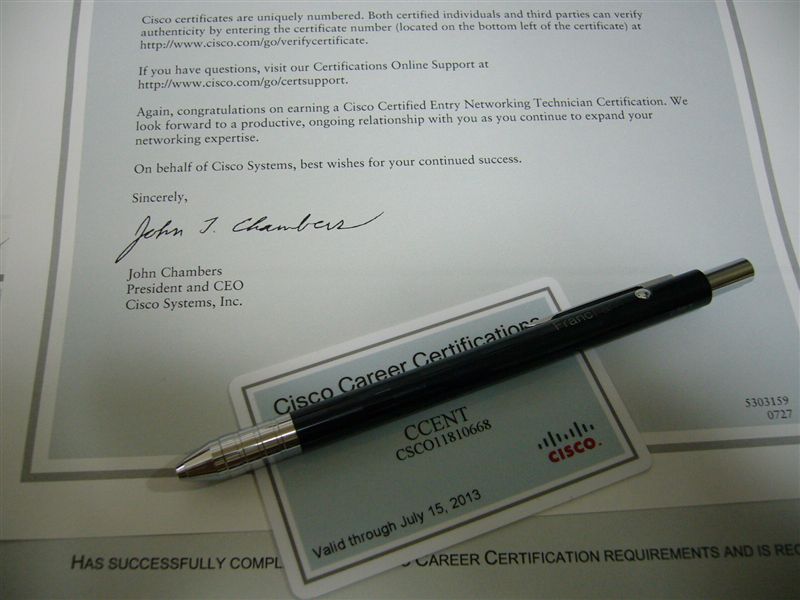 Cisco certificates are uniquely numbered. Both certified individuals and third parties can verify
authenticity by entering the certificate number (located on the bottom left of the certificate) at
http://www.cisco.com/go/verifycertificate.
If you have questions, visit our Certifications Online Support at
http://www.cisco.com/go/certsupport.
Again, congratulations on earning a Cisco Certified Entry Networking Technician Certification. We
look forward to a productive, ongoing relationship with you as you continue to expand your
networking expertise.
On behalf of Cisco Systems, best wishes for your continued success.
Sincerely,
John T. Chambers
John Chambers
President and CEO
Cisco Systems, Inc.
Cisco Career Certifications
CCENT
CSCO11810668
CISCO.
Valid through July 15, 2013
5303159
0727
HAS SUCCESSFULLY CAREER CERTIFICATION REQUIREMENTS AND IS